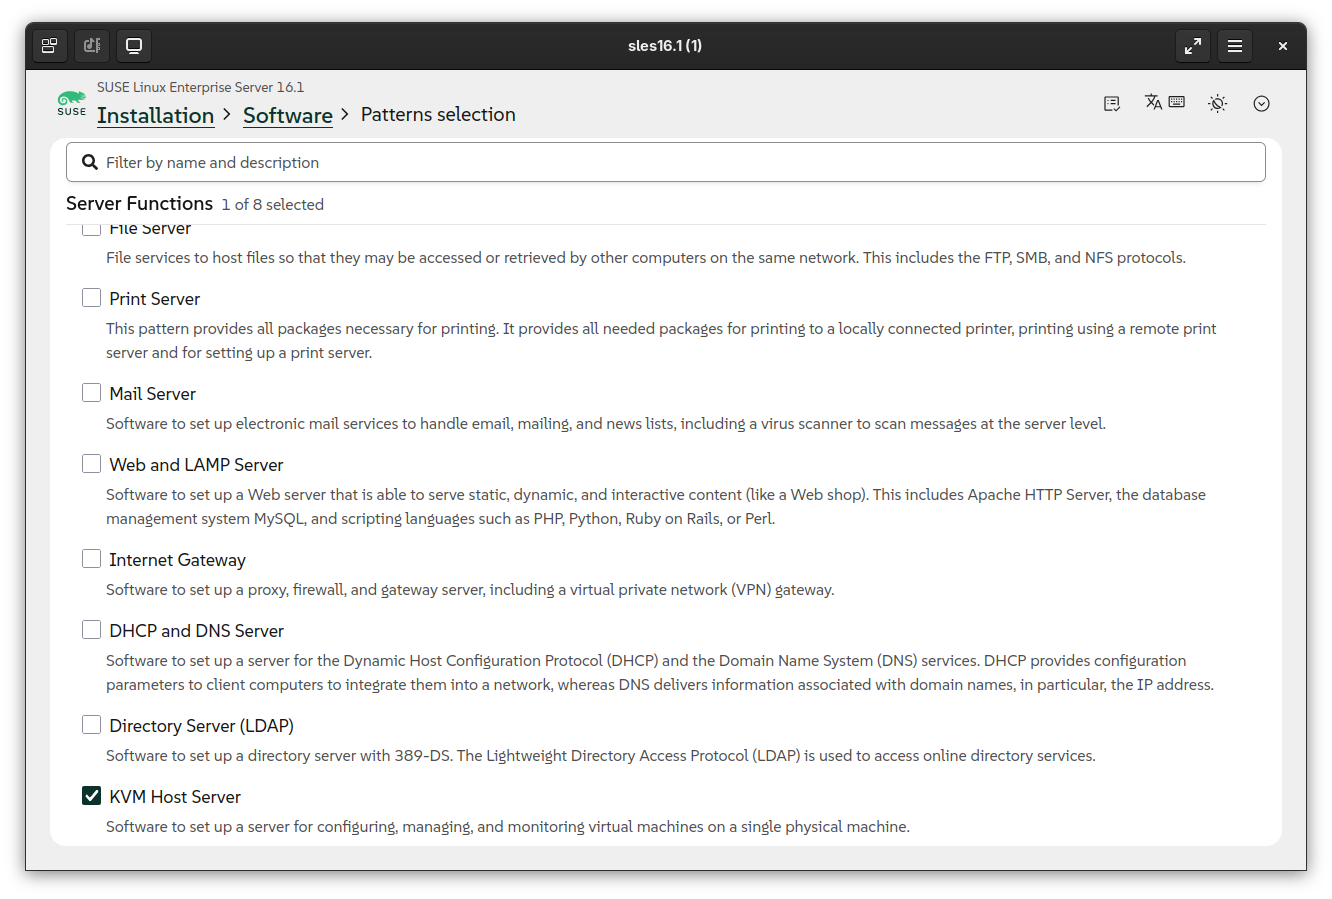 sles16.1 (1)
SUSE Linux Enterprise Server 16.1
SUSE
Installation > Software > Patterns selection
Filter by name and description
Server Functions 1 of 8 selected
File Server
File services to host files so that they may be accessed or retrieved by other computers on the same network. This includes the FTP, SMB, and NFS protocols.
Print Server
This pattern provides all packages necessary for printing. It provides all needed packages for printing to a locally connected printer, printing using a remote print
server and for setting up a print server.
Mail Server
Software to set up electronic mail services to handle email, mailing, and news lists, including a virus scanner to scan messages at the server level.
Web and LAMP Server
Software to set up a Web server that is able to serve static, dynamic, and interactive content (like a Web shop). This includes Apache HTTP Server, the database
management system MySQL, and scripting languages such as PHP, Python, Ruby on Rails, or Perl.
Internet Gateway
Software to set up a proxy, firewall, and gateway server, including a virtual private network (VPN) gateway.
DHCP and DNS Server
Software to set up a server for the Dynamic Host Configuration Protocol (DHCP) and the Domain Name System (DNS) services. DHCP provides configuration
parameters to client computers to integrate them into a network, whereas DNS delivers information associated with domain names, in particular, the IP address.
Directory Server (LDAP)
Software to set up a directory server with 389-DS. The Lightweight Directory Access Protocol (LDAP) is used to access online directory services.
KVM Host Server
Software to set up a server for configuring, managing, and monitoring virtual machines on a single physical machine.